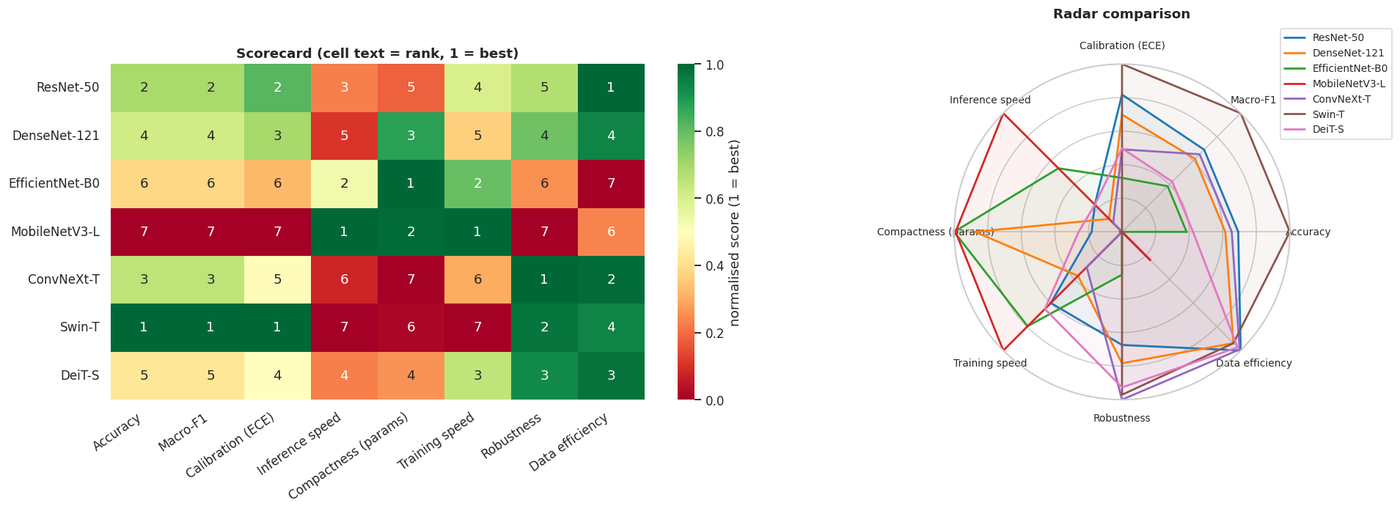 Scorecard (cell text = rank, 1 = best)
ResNet-50 2 2 2 3 5 4 5 1
DenseNet-121 4 4 3 5 3 5 4 4
EfficientNet-B0 6 6 6 2 1 2 6 7
MobileNetV3-L 7 7 7 1 2 1 7 6
ConvNeXt-T 3 3 5 6 7 6 1 2
Swin-T 1 1 1 7 6 7 2 4
DeiT-S 5 5 4 4 4 3 3 3
Accuracy
Macro-F1
Calibration (ECE)
Inference speed
Compactness (params)
Training speed
Robustness
Data efficiency
1.0
0.8
0.6
0.4
0.2
0.0
normalised score (1 = best)
Radar comparison
Calibration (ECE)
Inference speed
Macro-F1
Compactness (params)
Accuracy
Training speed
Data efficiency
Robustness
ResNet-50
DenseNet-121
EfficientNet-B0
MobileNetV3-L
ConvNeXt-T
Swin-T
DeiT-S